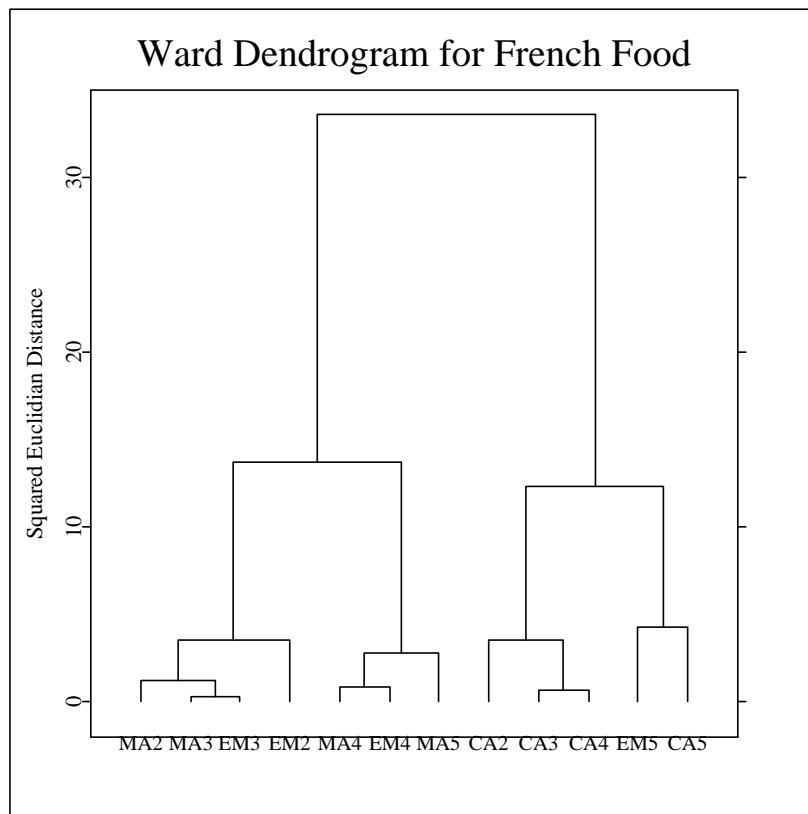 Ward Dendrogram for French Food
Squared Euclidian Distance
30
20
10
0
MA2 MA3 EM3 EM2 MA4 EM4 MA5 CA2 CA3 CA4 EM5 CA5